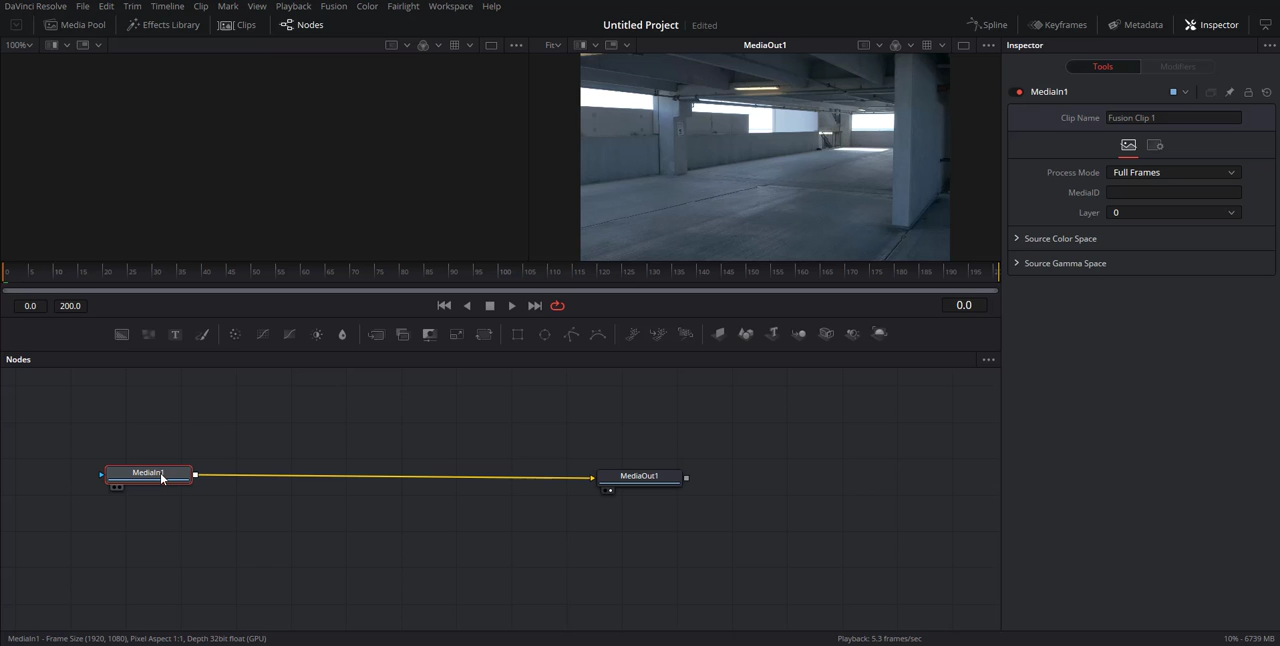 DaVinci Resolve File Edit Trim Timeline Clip Mark View Playback Fusion Color Fairlight Workspace Help
Media Pool Effects Library Clips Nodes Untitled Project Edited Spline Keyframes Metadata Inspector
100% Fit MediaOut1 Inspector
Tools Modifiers
MediaIn1
Clip Name Fusion Clip 1
Process Mode Full Frames
MediaID
Layer 0
Source Color Space
Source Gamma Space
0 5 10 15 20 25 30 35 40 45 50 55 60 65 70 75 80 85 90 95 100 105 110 115 120 125 130 135 140 145 150 155 160 165 170 175 180 185 190 195
0.0 200.0 0.0
Nodes
MediaIn1
MediaOut1
MediaIn1 - Frame Size (1920, 1080), Pixel Aspect 1:1, Depth 32bit float (GPU) Playback: 5.3 frames/sec 10% - 6739 MB